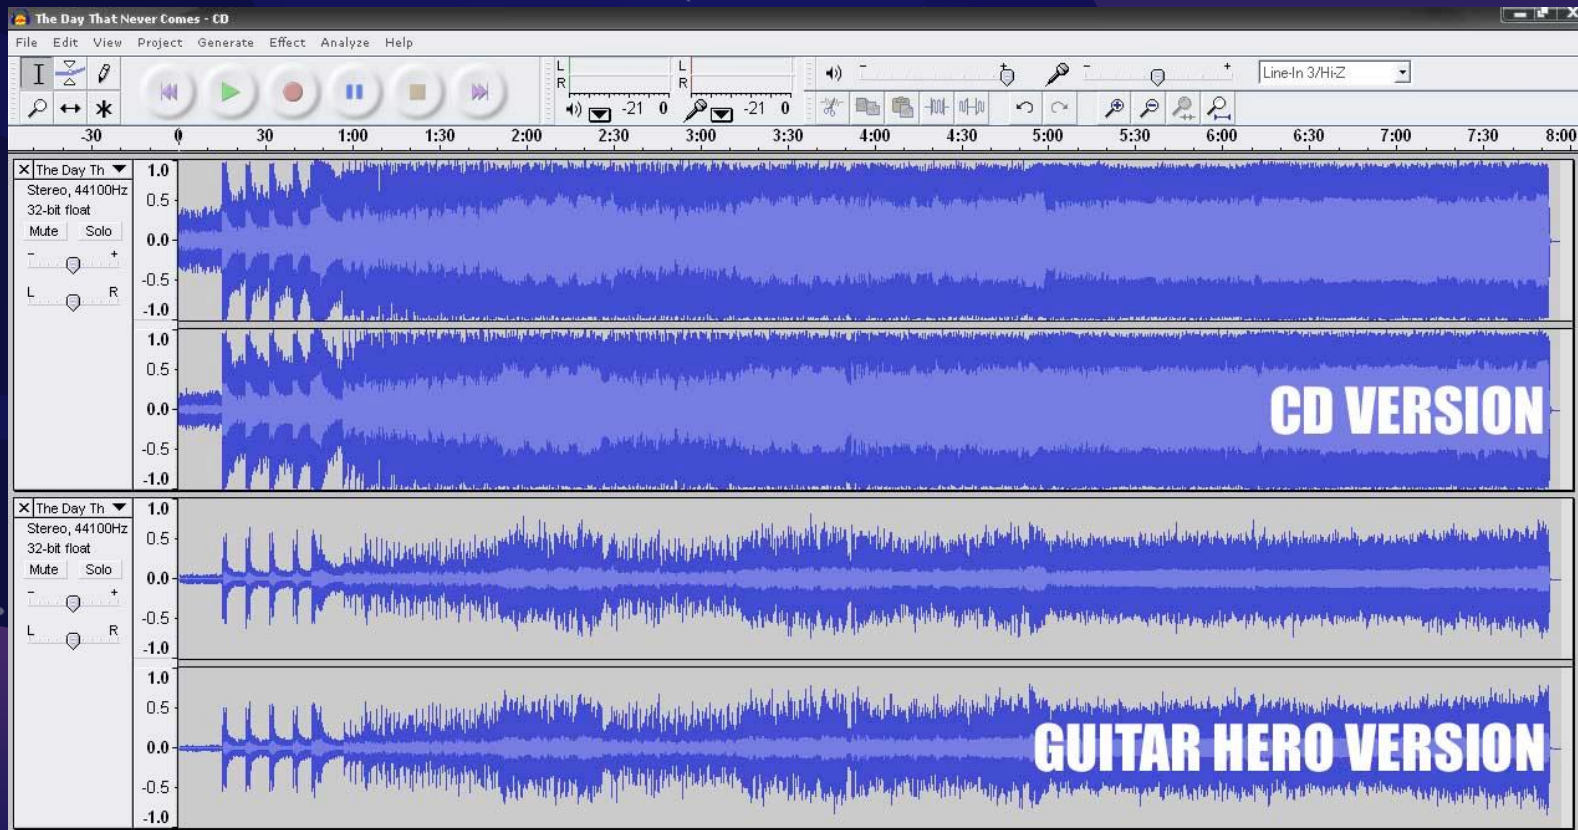 The Day That Never Comes - CD
File Edit View Project Generate Effect Analyze Help
L
R
-21 0
L
R
-21 0
- +
- +
Line-In 3/Hi-Z
-30 0 30 1:00 1:30 2:00 2:30 3:00 3:30 4:00 4:30 5:00 5:30 6:00 6:30 7:00 7:30 8:00
X The Day Th
Stereo, 44100Hz
32-bit float
Mute Solo
- +
L R
1.0
0.5
0.0
-0.5
-1.0
1.0
0.5
0.0
-0.5
-1.0
CD VERSION
X The Day Th
Stereo, 44100Hz
32-bit float
Mute Solo
- +
L R
1.0
0.5
0.0
-0.5
-1.0
1.0
0.5
0.0
-0.5
-1.0
GUITAR HERO VERSION